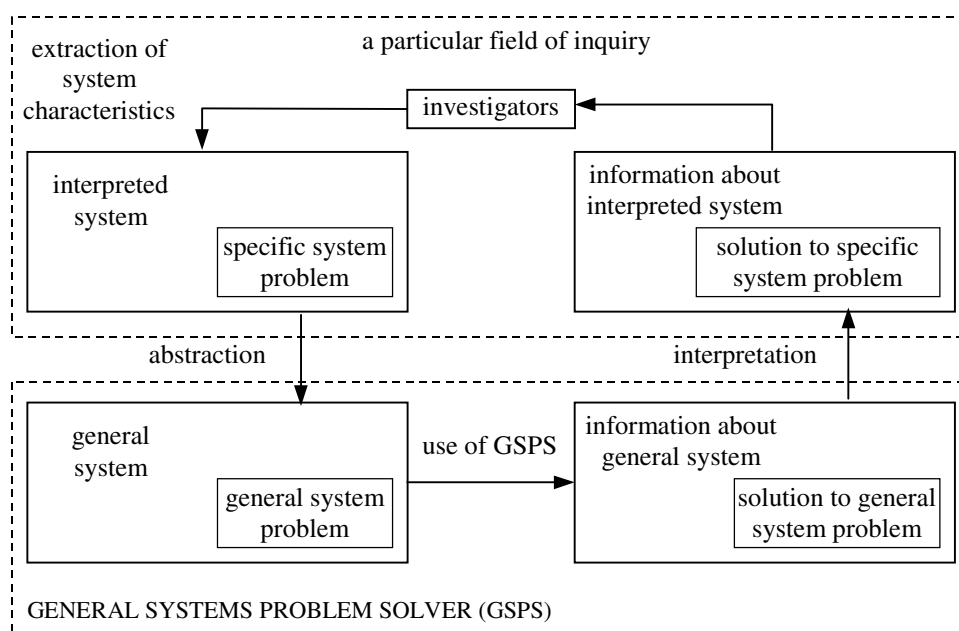 a particular field of inquiry
extraction of
system
characteristics
investigators
interpreted
system
specific system
problem
information about
interpreted system
solution to specific
system problem
abstraction
interpretation
general
system
general system
problem
use of GSPS
information about
general system
solution to general
system problem
GENERAL SYSTEMS PROBLEM SOLVER (GSPS)